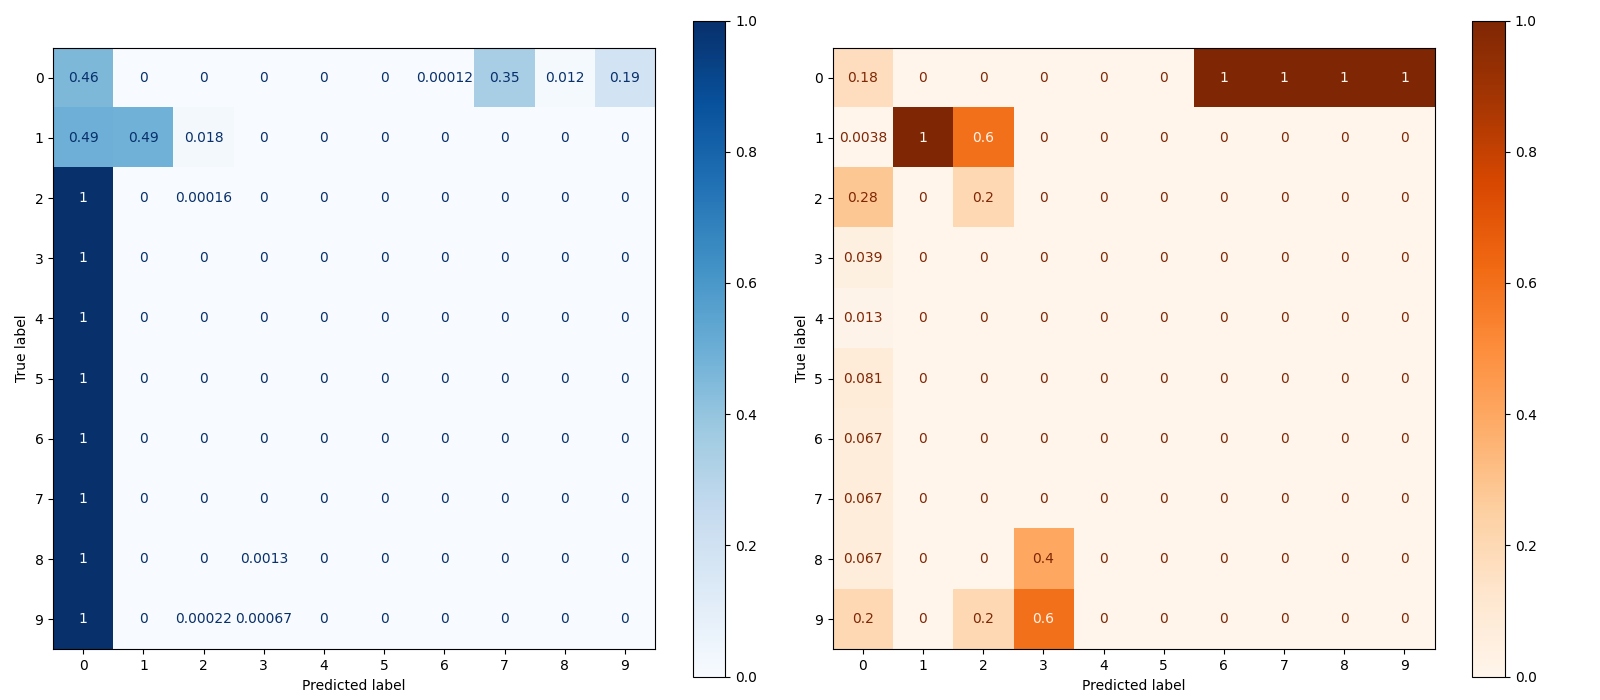 0 0.46 0 0 0 0 0 0.00012 0.35 0.012 0.19
1 0.49 0.49 0.018 0 0 0 0 0 0 0
2 1 0 0.00016 0 0 0 0 0 0 0
3 1 0 0 0 0 0 0 0 0 0
4 1 0 0 0 0 0 0 0 0 0
5 1 0 0 0 0 0 0 0 0 0
6 1 0 0 0 0 0 0 0 0 0
7 1 0 0 0 0 0 0 0 0 0
8 1 0 0 0.0013 0 0 0 0 0 0
9 1 0 0.00022 0.00067 0 0 0 0 0 0
0 1 2 3 4 5 6 7 8 9
Predicted label
True label
1.0
0.8
0.6
0.4
0.2
0.0
0 0.18 0 0 0 0 0 1 1 1 1
1 0.0038 1 0.6 0 0 0 0 0 0 0
2 0.28 0 0.2 0 0 0 0 0 0 0
3 0.039 0 0 0 0 0 0 0 0 0
4 0.013 0 0 0 0 0 0 0 0 0
5 0.081 0 0 0 0 0 0 0 0 0
6 0.067 0 0 0 0 0 0 0 0 0
7 0.067 0 0 0 0 0 0 0 0 0
8 0.067 0 0 0.4 0 0 0 0 0 0
9 0.2 0 0.2 0.6 0 0 0 0 0 0
0 1 2 3 4 5 6 7 8 9
Predicted label
True label
1.0
0.8
0.6
0.4
0.2
0.0